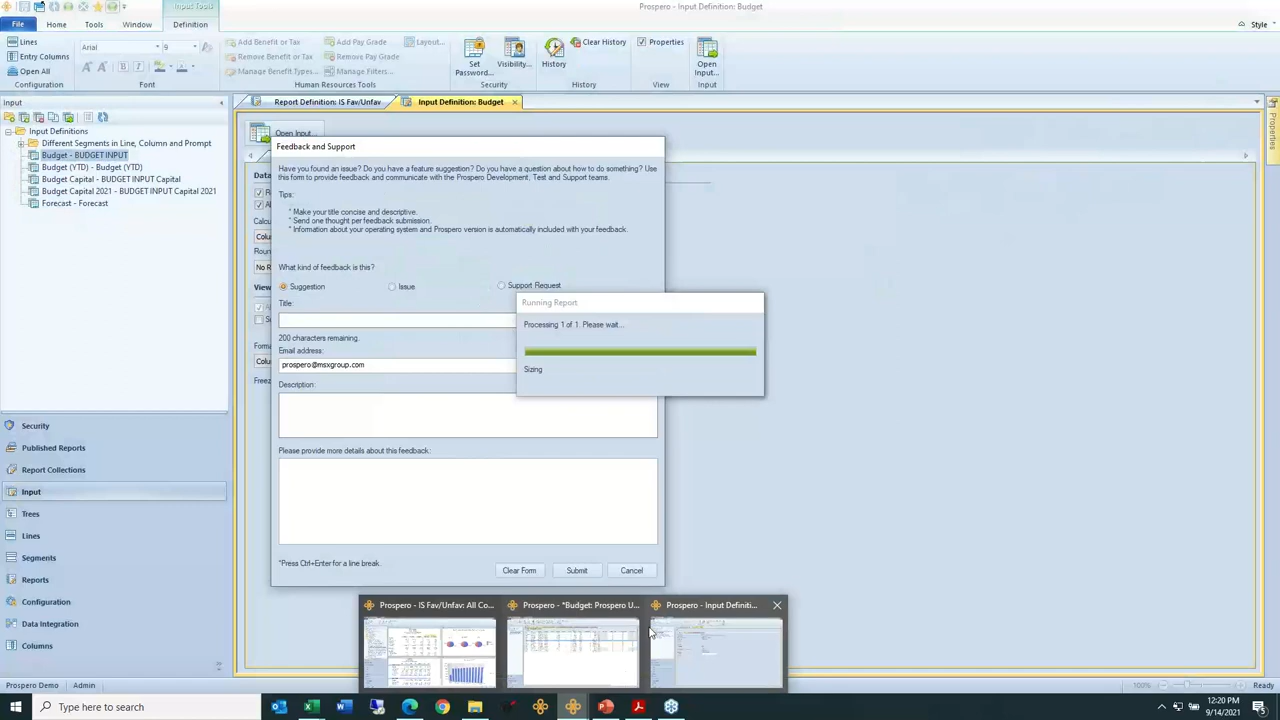 Input Tools
Prospero - Input Definition: Budget
File
Home
Tools
Window
Definition
Style
Lines
Entry Columns
Open All
Configuration
Arial
9
Font
Add Benefit or Tax
Remove Benefit or Tax
Manage Benefit Types...
Add Pay Grade
Remove Pay Grade
Manage Filters...
Layout...
Human Resources Tools
Set Password...
Visibility...
Security
History
Clear History
History
Properties
View
Open Input...
Input
Input
Report Definition: IS Fav/Unfav
Input Definition: Budget
Properties
Input Definitions
Different Segments in Line, Column and Prompt
Budget - BUDGET INPUT
Budget (YTD) - Budget (YTD)
Budget Capital - BUDGET INPUT Capital
Budget Capital 2021 - BUDGET INPUT Capital 2021
Forecast - Forecast
Open Input...
Feedback and Support
Have you found an issue? Do you have a feature suggestion? Do you have a question about how to do something? Use
this form to provide feedback and communicate with the Prospero Development, Test and Support teams.
Tips:
* Make your title concise and descriptive.
* Send one thought per feedback submission.
* Information about your operating system and Prospero version is automatically included with your feedback.
What kind of feedback is this?
Suggestion
Issue
Support Request
Title:
200 characters remaining.
Email address:
prospero@msxgroup.com
Description:
Please provide more details about this feedback:
*Press Ctrl+Enter for a line break.
Clear Form
Submit
Cancel
Running Report
Processing 1 of 1. Please wait...
Sizing
Security
Published Reports
Report Collections
Input
Trees
Lines
Segments
Reports
Configuration
Data Integration
Columns
Prospero - IS Fav/Unfav: All Co...
Prospero - *Budget: Prospero U...
Prospero - Input Definiti...
Prospero Demo
Admin
100%
Ready
Type here to search
12:20 PM
9/14/2021